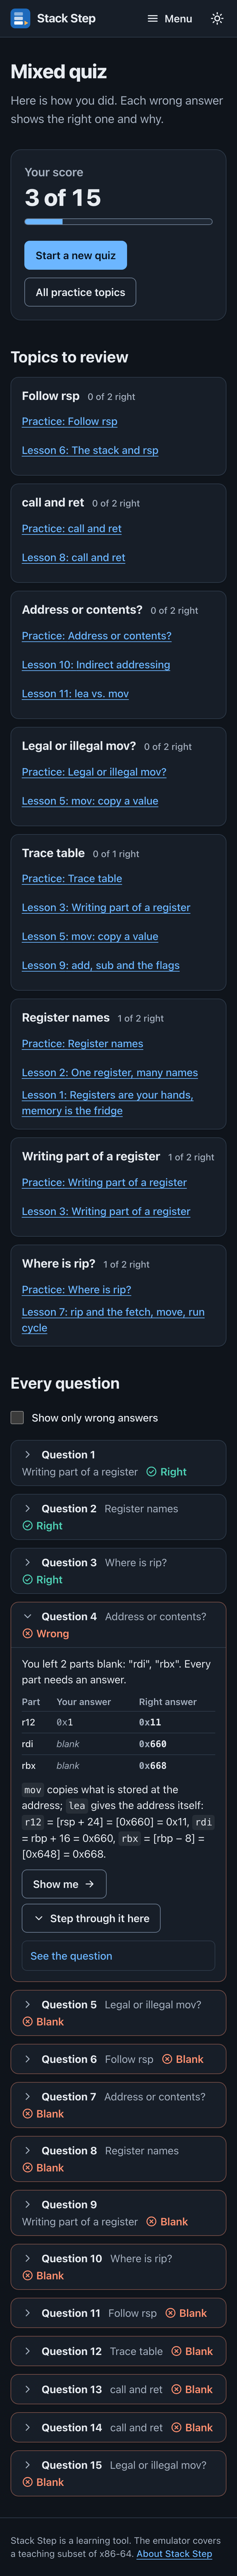 Stack Step
Menu
Mixed quiz
Here is how you did. Each wrong answer
shows the right one and why.
Your score
3 of 15
Start a new quiz
All practice topics
Topics to review
Follow rsp 0 of 2 right
Practice: Follow rsp
Lesson 6: The stack and rsp
call and ret 0 of 2 right
Practice: call and ret
Lesson 8: call and ret
Address or contents? 0 of 2 right
Practice: Address or contents?
Lesson 10: Indirect addressing
Lesson 11: lea vs. mov
Legal or illegal mov? 0 of 2 right
Practice: Legal or illegal mov?
Lesson 5: mov: copy a value
Trace table 0 of 1 right
Practice: Trace table
Lesson 3: Writing part of a register
Lesson 5: mov: copy a value
Lesson 9: add, sub and the flags
Register names 1 of 2 right
Practice: Register names
Lesson 2: One register, many names
Lesson 1: Registers are your hands,
memory is the fridge
Writing part of a register 1 of 2 right
Practice: Writing part of a register
Lesson 3: Writing part of a register
Where is rip? 1 of 2 right
Practice: Where is rip?
Lesson 7: rip and the fetch, move, run
cycle
Every question
Show only wrong answers
Question 1
Writing part of a register Right
Question 2 Register names
Right
Question 3 Where is rip?
Right
Question 4 Address or contents?
Wrong
You left 2 parts blank: "rdi", "rbx". Every
part needs an answer.
Part Your answer Right answer
r12 0x1 0x11
rdi blank 0x660
rbx blank 0x668
mov copies what is stored at the
address; lea gives the address itself:
r12 = [rsp + 24] = [0x660] = 0x11, rdi
= rbp + 16 = 0x660, rbx = [rbp − 8] =
[0x648] = 0x668.
Show me →
Step through it here
See the question
Question 5 Legal or illegal mov?
Blank
Question 6 Follow rsp Blank
Question 7 Address or contents?
Blank
Question 8 Register names
Blank
Question 9
Writing part of a register Blank
Question 10 Where is rip?
Blank
Question 11 Follow rsp Blank
Question 12 Trace table Blank
Question 13 call and ret Blank
Question 14 call and ret Blank
Question 15 Legal or illegal mov?
Blank
Stack Step is a learning tool. The emulator covers
a teaching subset of x86-64. About Stack Step